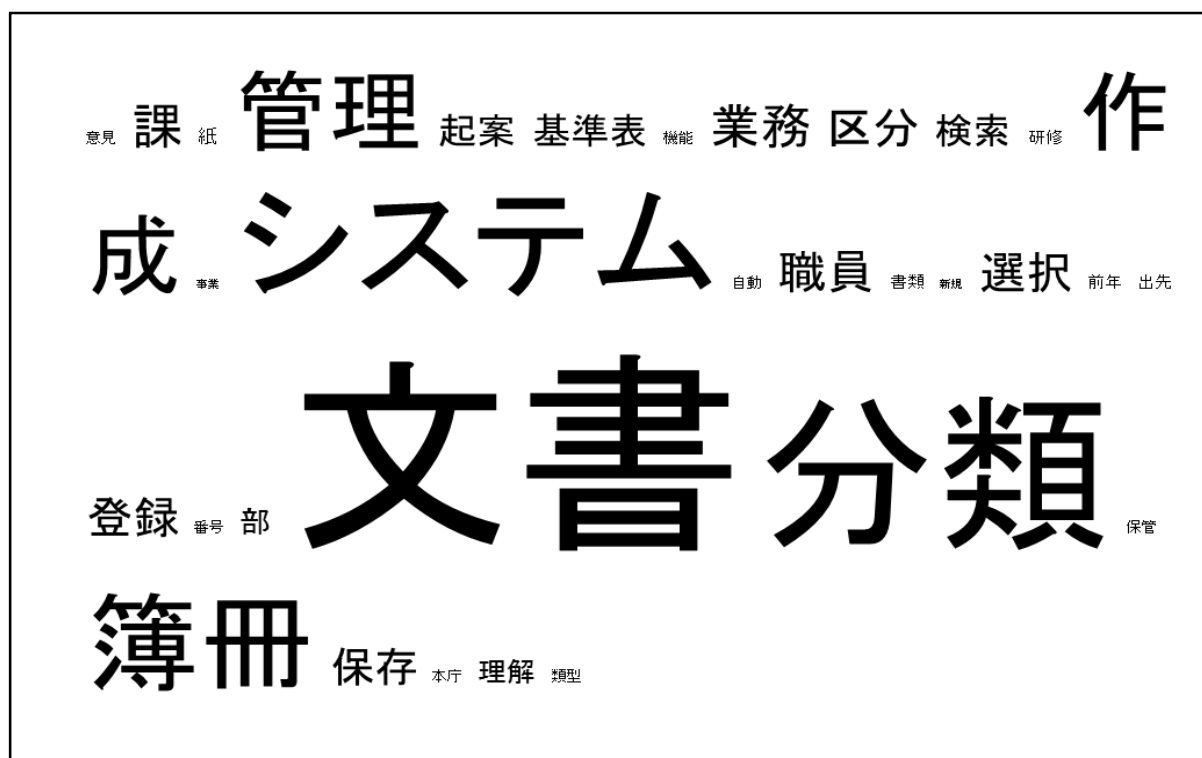 意見 課 紙 管理 起案 基準表 機能 業務 区分 検索 研修 作
成 事業 システム 自動 職員 書類 新規 選択 前年 出先
登録 番号 部 文書 分類 保管
簿冊 保存 本庁 理解 類型